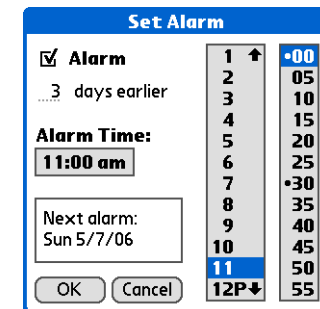 Set Alarm
Alarm
3 days earlier
Alarm Time:
11:00 am
Next alarm:
Sun 5/7/06
OK Cancel
1
2
3
4
5
6
7
8
9
10
11
12P
•00
05
10
15
20
25
•30
35
40
45
50
55